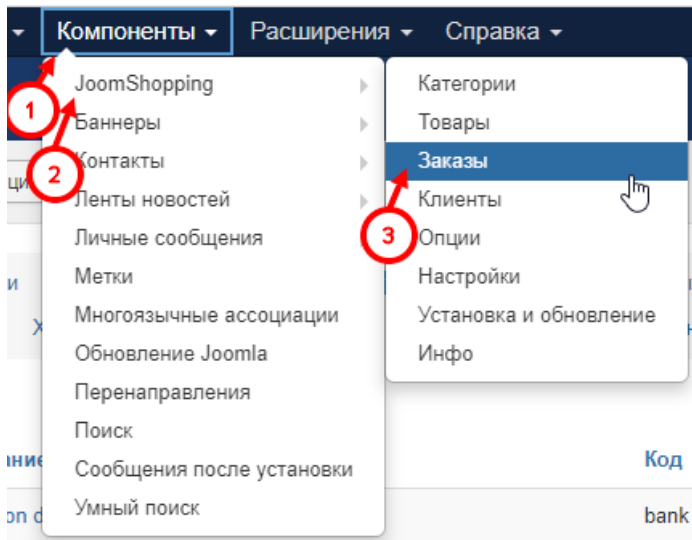 Компоненты Расширения Справка
JoomShopping
Баннеры
Контакты
Ленты новостей
Личные сообщения
Метки
Многоязычные ассоциации
Обновление Joomla
Перенаправления
Поиск
Сообщения после установки
Умный поиск
Категории
Товары
Заказы
Клиенты
Опции
Настройки
Установка и обновление
Инфо
1
2
3
Код
bank